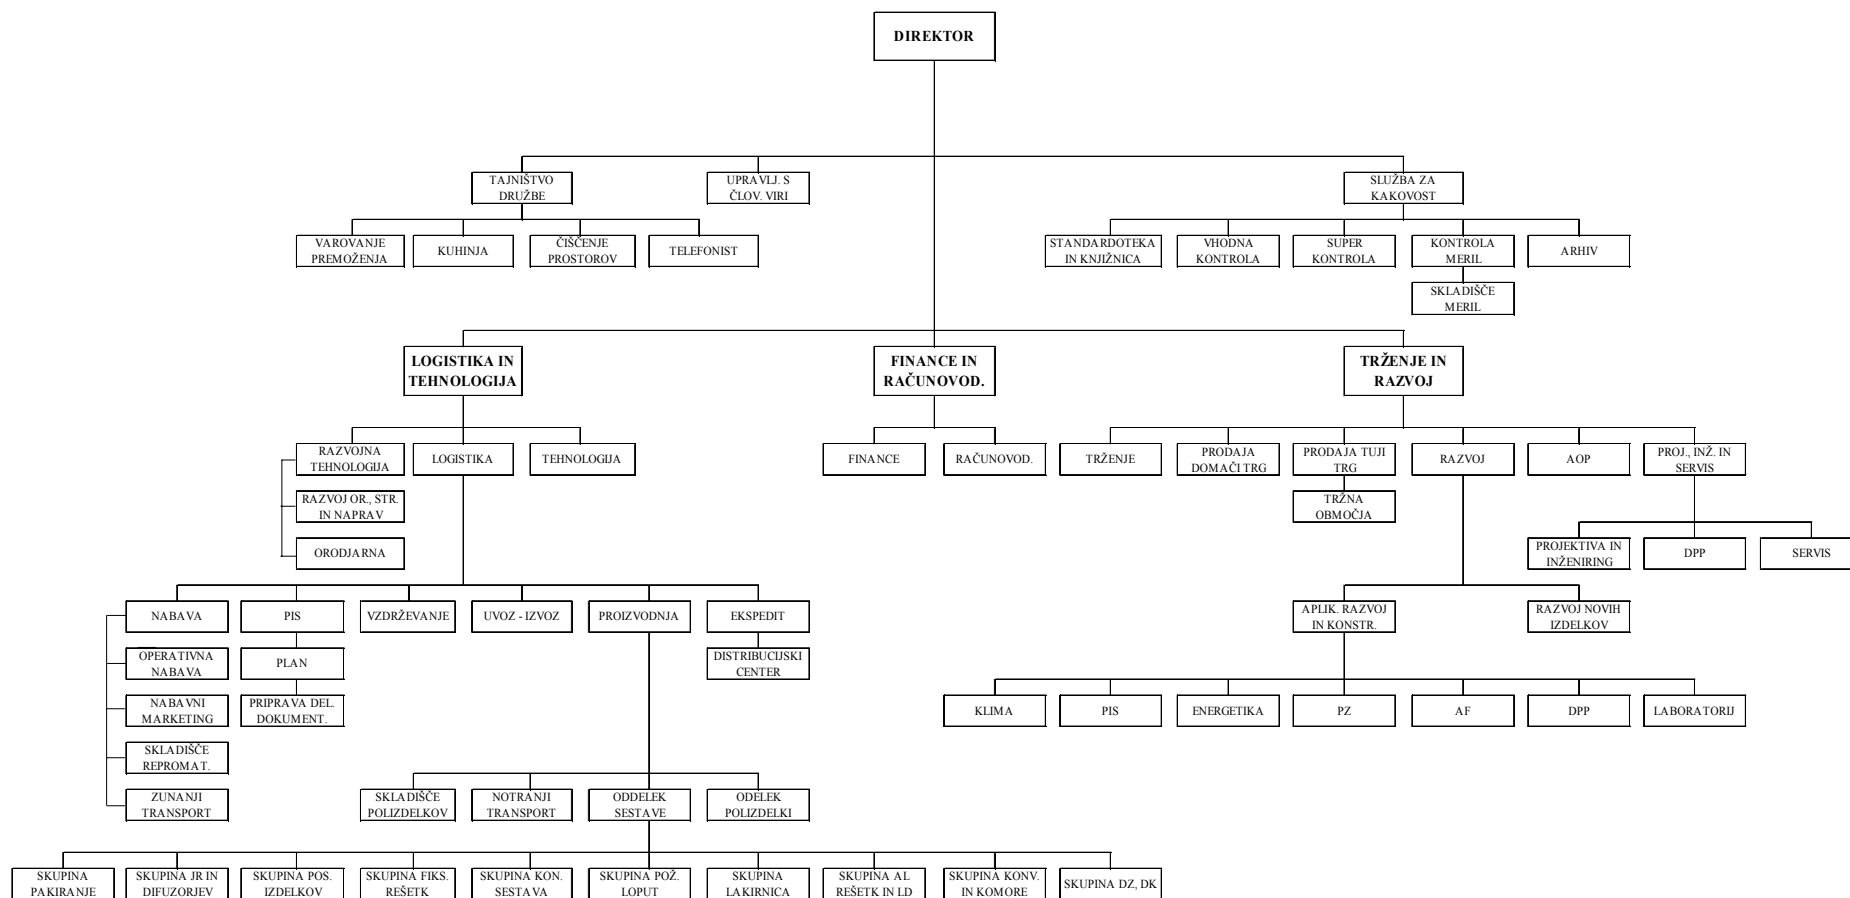 DIREKTOR
TAJNIŠTVO
DRUŽBE
UPRAVLJ. S
ČLOV. VIRI
SLUŽBA ZA
KAKOVOST
VAROVANJE
PREMOŽENJA
KUHINJA
ČIŠČENJE
PROSTOROV
TELEFONIST
STANDARDOTEKA
IN KNJIŽNICA
VHODNA
KONTROLA
SUPER
KONTROLA
KONTROLA
MERIL
ARHIV
SKLADIŠČE
MERIL
LOGISTIKA IN
TEHNOLOGIJA
FINANCE IN
RAČUNOVOD.
TRŽENJE IN
RAZVOJ
RAZVOJNA
TEHNOLOGIJA
LOGISTIKA
TEHNOLOGIJA
FINANCE
RAČUNOVOD.
TRŽENJE
PRODAJA
DOMAČI TRG
PRODAJA TUJI
TRG
RAZVOJ
AOP
PROJ., INŽ. IN
SERVIS
RAZVOJ OR., STR.
IN NAPRAV
TRŽNA
OBMOČJA
ORODJARNA
PROJEKTIVA IN
INŽENIRING
DPP
SERVIS
NABAVA
PIS
VZDRŽEVANJE
UVOZ - IZVOZ
PROIZVODNJA
EKSPEDIT
APLIK. RAZVOJ
IN KONSTR.
RAZVOJ NOVIH
IZDELKOV
OPERATIVNA
NABAVA
PLAN
DISTRIBUCIJSKI
CENTER
NABAVNI
MARKETING
PRIPRAVA DEL.
DOKUMENT.
KLIMA
PIS
ENERGETIKA
PZ
AF
DPP
LABORATORIJ
SKLADIŠČE
REPROMAT.
ZUNANJI
TRANSPORT
SKLADIŠČE
POLIZDELKOV
NOTRANJI
TRANSPORT
ODDELEK
SESTAVE
ODELEK
POLIZDELKI
SKUPINA
PAKIRANJE
SKUPINA JR IN
DIFUZORJEV
SKUPINA POS.
IZDELKOV
SKUPINA FIKS.
REŠETK
SKUPINA KON.
SESTAVA
SKUPINA POŽ.
LOPUT
SKUPINA
LAKIRNICA
SKUPINA AL
REŠETK IN LD
SKUPINA KONV.
IN KOMORE
SKUPINA DZ, DK